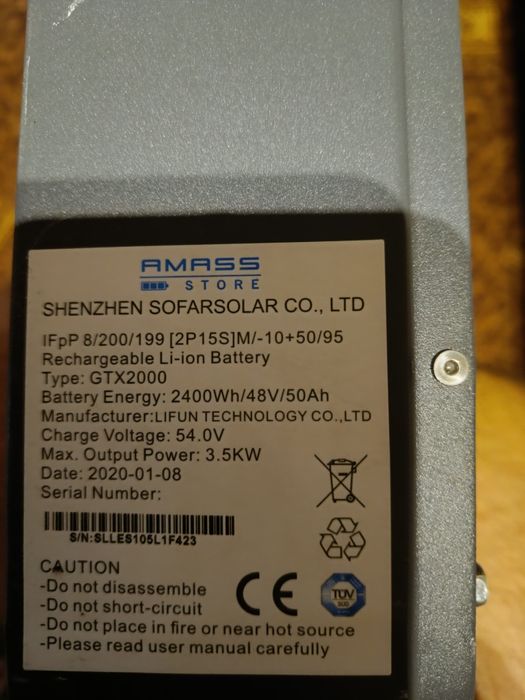 AMASS
STORE
SHENZHEN SOFARSOLAR CO., LTD
IFpP 8/200/199 [2P15S]M/-10+50/95
Rechargeable Li-ion Battery
Type: GTX2000
Battery Energy: 2400Wh/48V/50Ah
Manufacturer:LIFUN TECHNOLOGY CO.,LTD
Charge Voltage: 54.0V
Max. Output Power: 3.5KW
Date: 2020-01-08
Serial Number:
S/N:SLLES105L1F423
CAUTION
-Do not disassemble
-Do not short-circuit
-Do not place in fire or near hot source
-Please read user manual carefully
CE
TÜV
SÜD